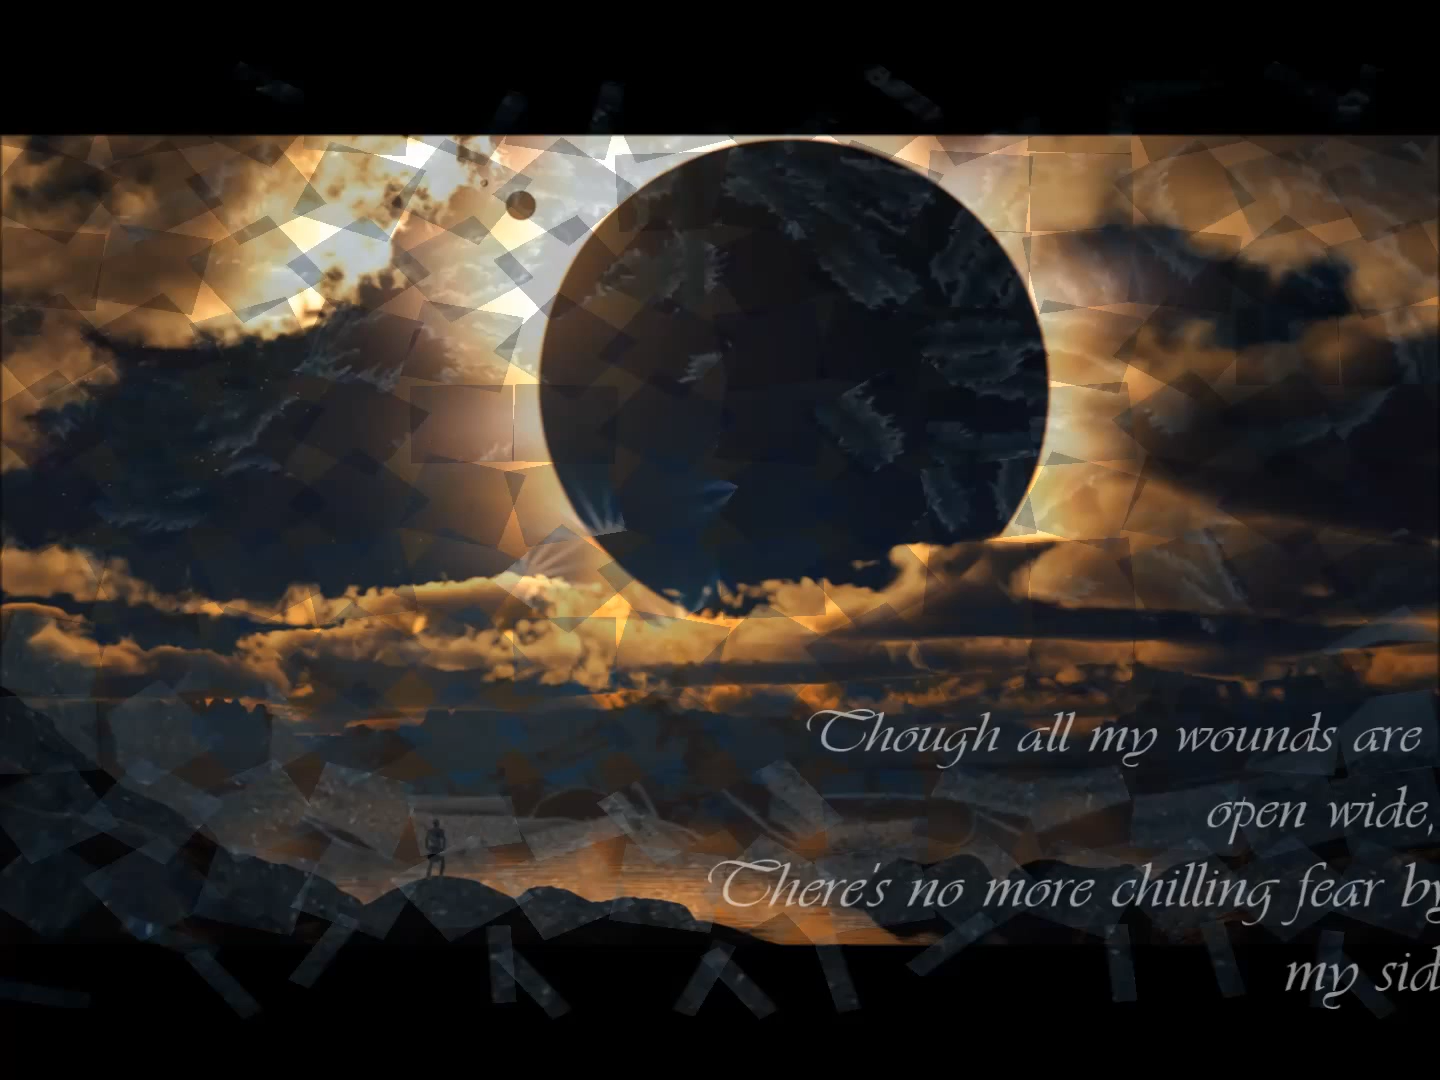 Though all my wounds are
open wide,
There's no more chilling fear by
my sid